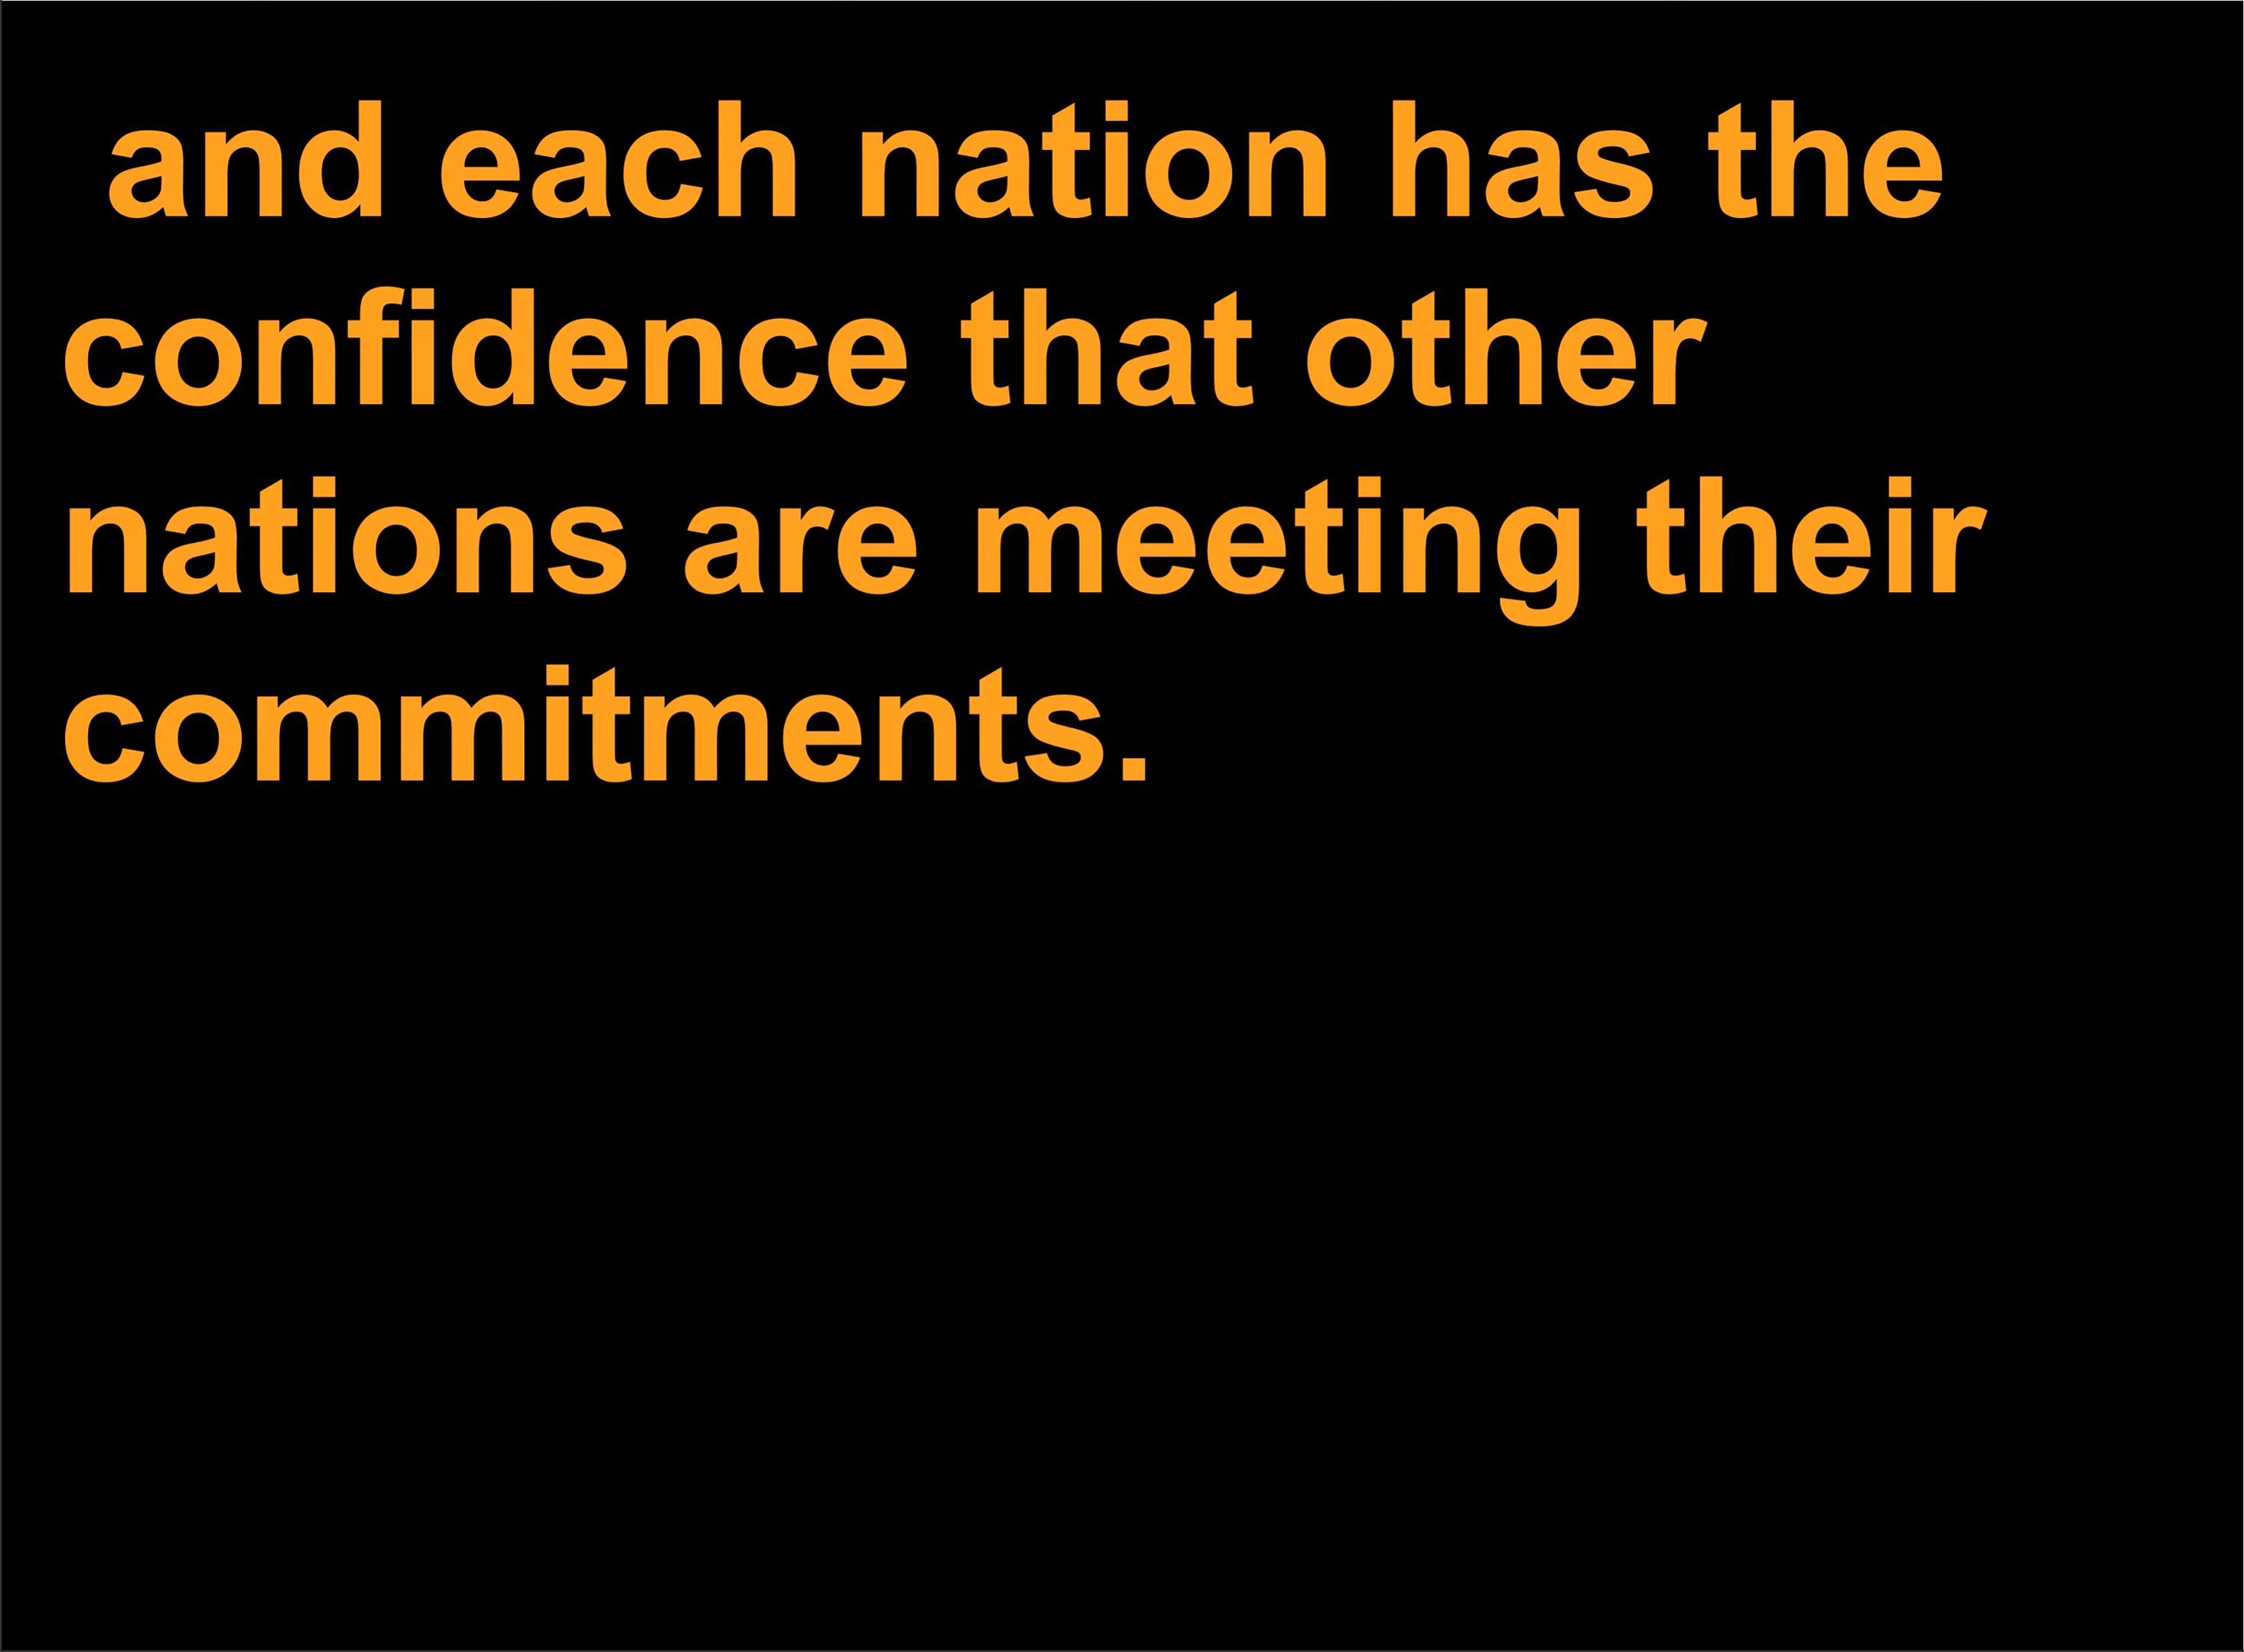 and each nation has the
confidence that other
nations are meeting their
commitments.